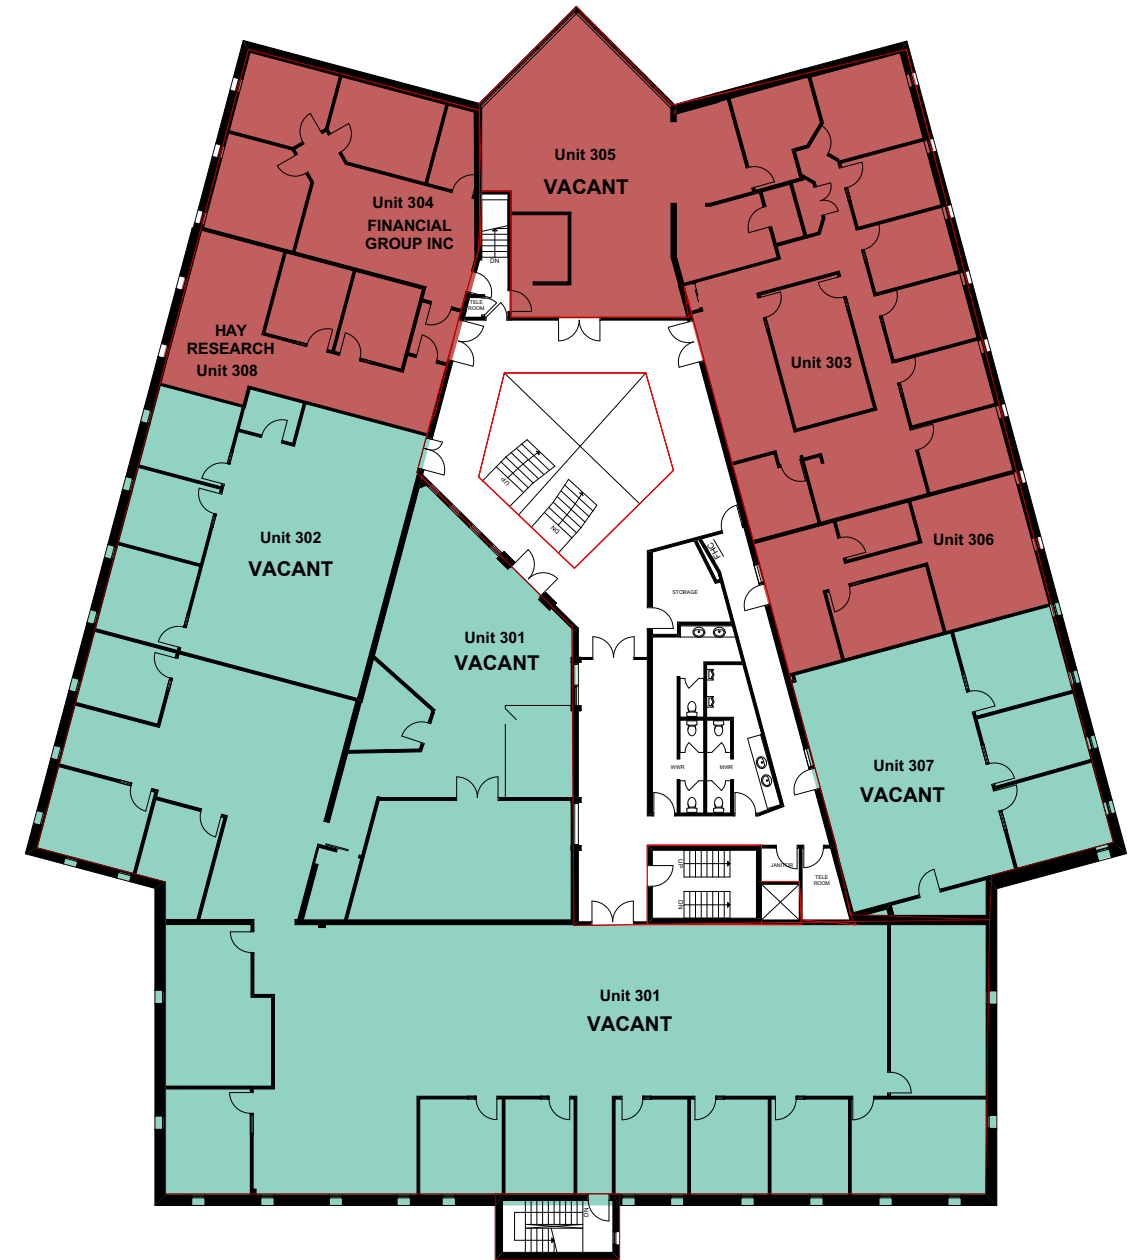 Unit 305
VACANT
Unit 304
FINANCIAL
GROUP INC
DN
TELE
ROOM
HAY
RESEARCH
Unit 308
Unit 303
UP
DN
Unit 302
VACANT
FHC
Unit 306
STORAGE
Unit 301
VACANT
WWR
MWR
Unit 307
VACANT
UP
DN
JANITOR
TELE
ROOM
Unit 301
VACANT
DN